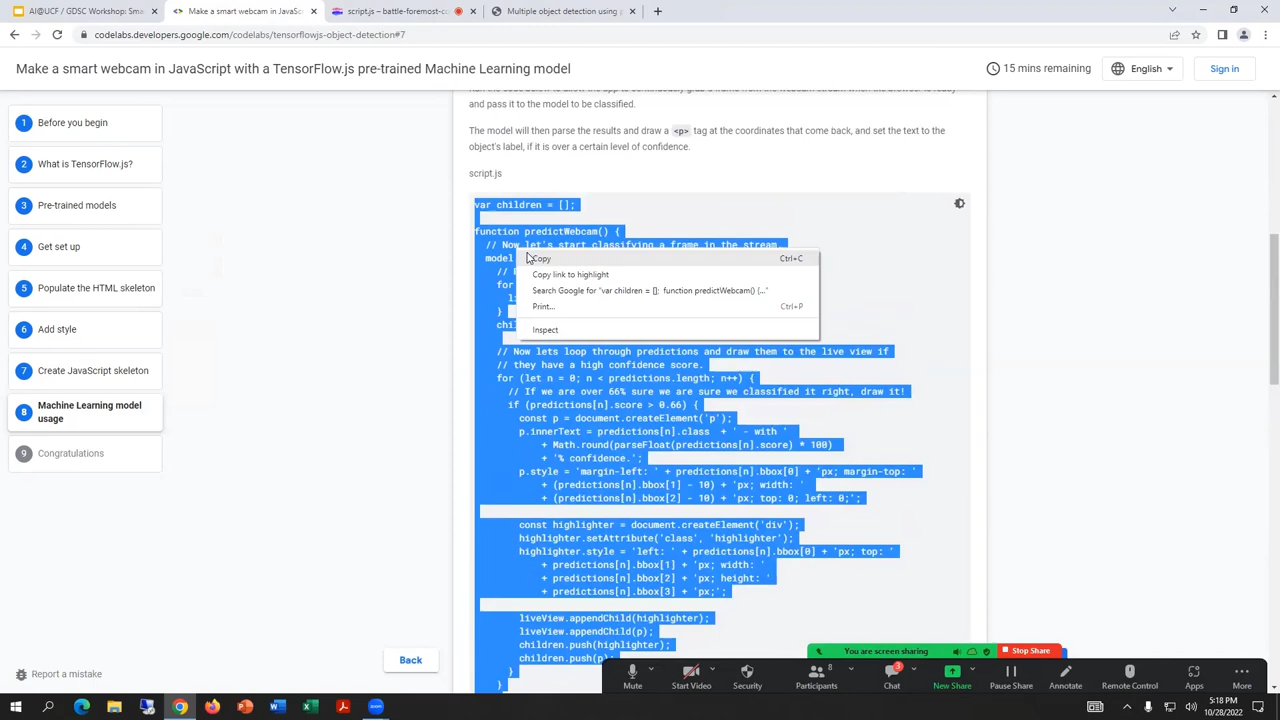 AI@UCF / GDSC Workshop: Sma
Make a smart webcam in JavaSc
script.js – battle-foremost-c
Multiple object detection using p
codelabs.developers.google.com/codelabs/tensorflowjs-object-detection#7
Make a smart webcam in JavaScript with a TensorFlow.js pre-trained Machine Learning model
15 mins remaining
English
Sign in
1 Before you begin
2 What is TensorFlow.js?
3 Pre-trained models
4 Get set up
5 Populate the HTML skeleton
6 Add style
7 Create JavaScript skeleton
8 Machine Learning model
usage
9 Congratulations
and pass it to the model to be classified.
The model will then parse the results and draw a <p> tag at the coordinates that come back, and set the text to the
object's label, if it is over a certain level of confidence.
script.js
var children = [];
function predictWebcam() {
// Now let's start classifying a frame in the stream.
model
//
for
}
Copy Ctrl+C
Copy link to highlight
Search Google for "var children = []; function predictWebcam() {..."
Print... Ctrl+P
Inspect
// Now lets loop through predictions and draw them to the live view if
// they have a high confidence score.
for (let n = 0; n < predictions.length; n++) {
// If we are over 66% sure we are sure we classified it right, draw it!
if (predictions[n].score > 0.66) {
const p = document.createElement('p');
p.innerText = predictions[n].class  + ' - with '
+ Math.round(parseFloat(predictions[n].score) * 100)
+ '% confidence.';
p.style = 'margin-left: ' + predictions[n].bbox[0] + 'px; margin-top: '
+ (predictions[n].bbox[1] - 10) + 'px; width: '
+ (predictions[n].bbox[2] - 10) + 'px; top: 0; left: 0;';
const highlighter = document.createElement('div');
highlighter.setAttribute('class', 'highlighter');
highlighter.style = 'left: ' + predictions[n].bbox[0] + 'px; top: '
+ predictions[n].bbox[1] + 'px; width: '
+ predictions[n].bbox[2] + 'px; height: '
+ predictions[n].bbox[3] + 'px;';
liveView.appendChild(highlighter);
liveView.appendChild(p);
children.push(highlighter);
children.push(p);
}
}
Back
Report a mistake
You are screen sharing
Stop Share
Mute
Start Video
Security
8
Participants
3
Chat
New Share
Pause Share
Annotate
Remote Control
Apps
More
5:18 PM
10/28/2022